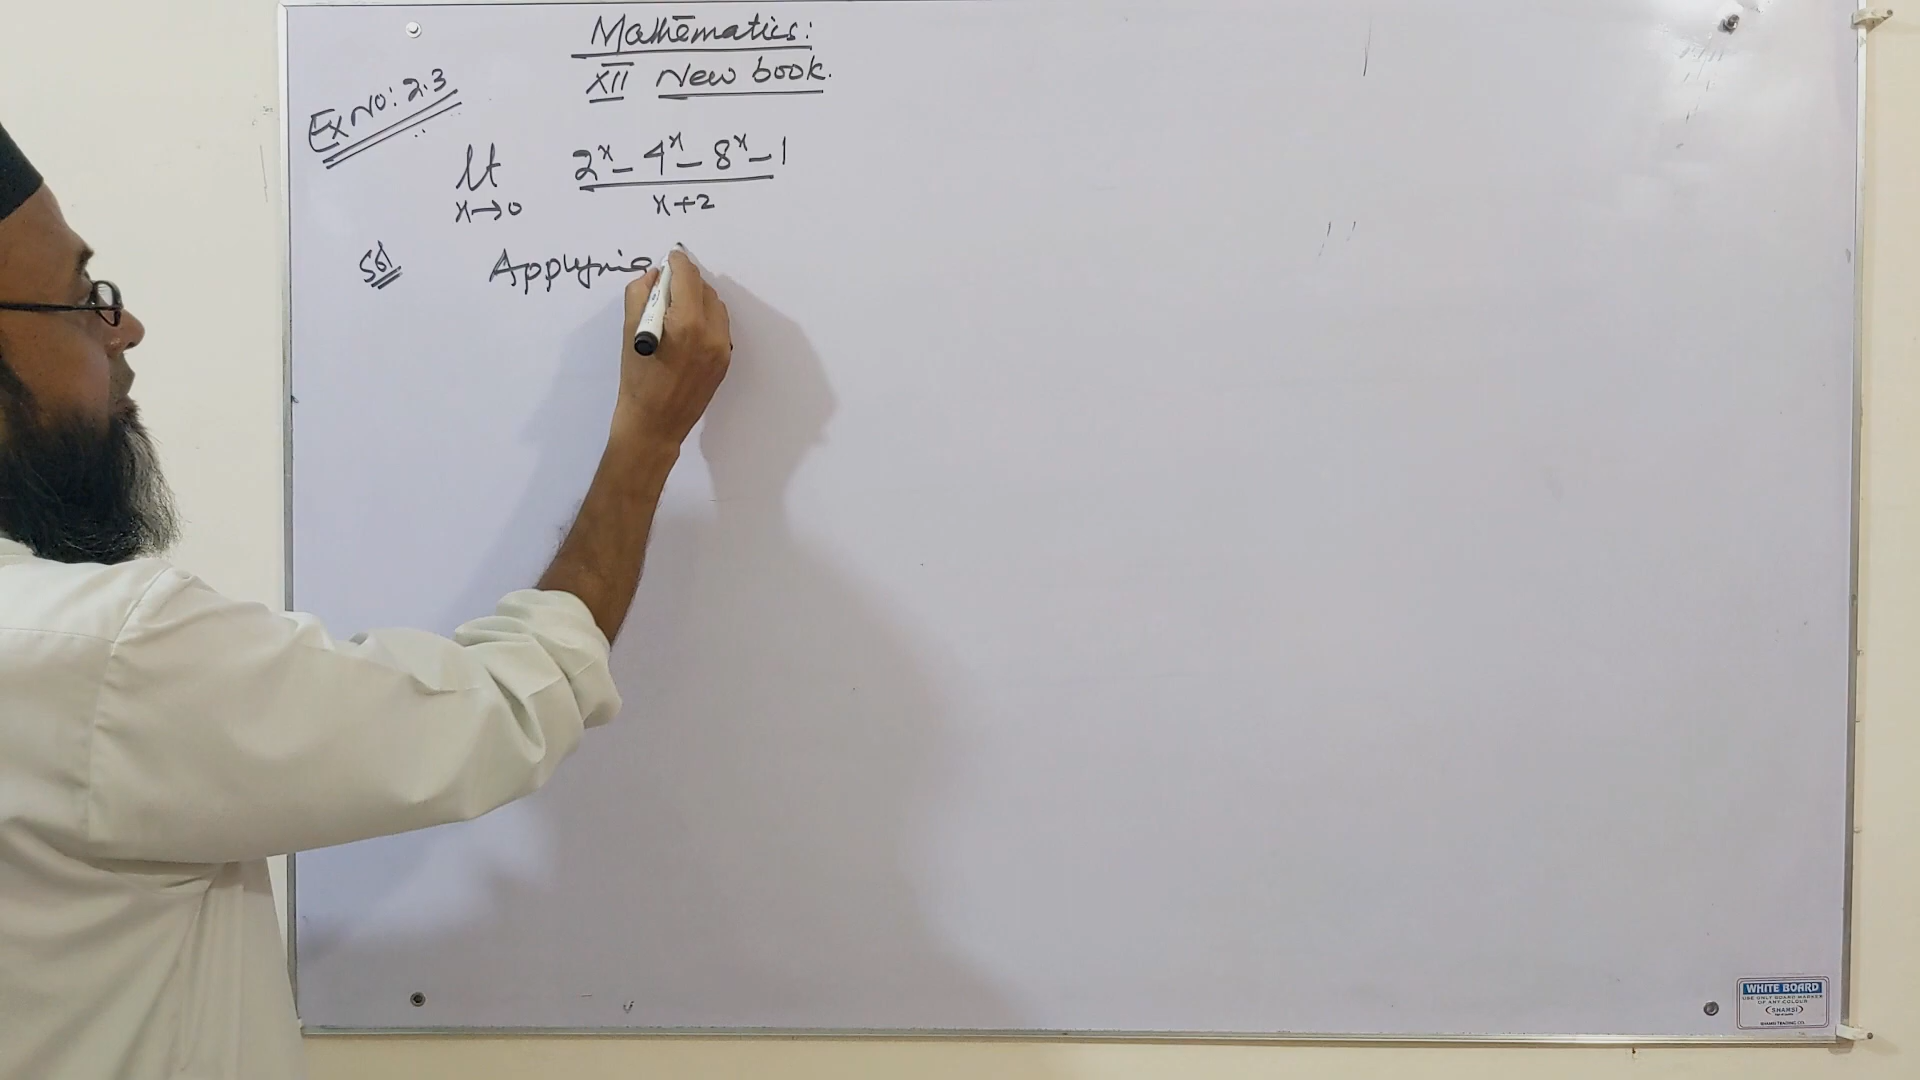 Mathematics:
XII New book.
Ex No: 2.3
lt 2^x - 4^x - 8^x - 1
x→0 x+2
Sol Applying
WHITE BOARD
USE ONLY BOARD MARKER
OF ANY COLOUR
SHAMSI
SHAMSI TRADING CO.